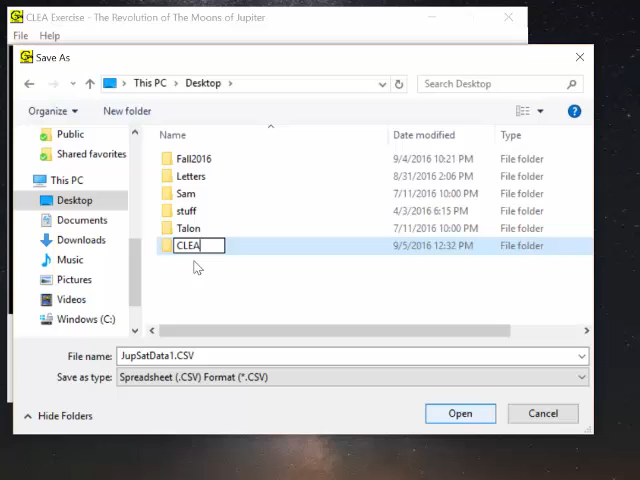 CLEA Exercise - The Revolution of The Moons of Jupiter
File Help
Save As
This PC > Desktop >
Search Desktop
Organize
New folder
Name
Date modified
Type
Public
Shared favorites
This PC
Desktop
Documents
Downloads
Music
Pictures
Videos
Windows (C:)
Fall2016 9/4/2016 10:21 PM File folder
Letters 8/31/2016 2:06 PM File folder
Sam 7/11/2016 10:00 PM File folder
stuff 4/3/2016 6:15 PM File folder
Talon 7/11/2016 10:00 PM File folder
CLEA 9/5/2016 12:32 PM File folder
File name: JupSatData1.CSV
Save as type: Spreadsheet (.CSV) Format (*.CSV)
Hide Folders
Open
Cancel